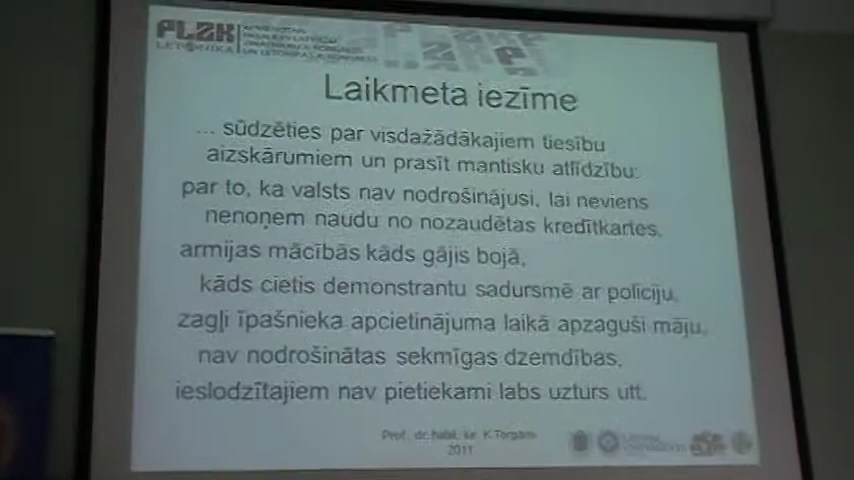 PLZK
LETONIKA
Laikmeta iezīme
... sūdzēties par visdažādākajiem tiesību
aizskārumiem un prasīt mantisku atlīdzību:
par to, ka valsts nav nodrošinājusi, lai neviens
nenoņem naudu no nozaudētas kredītkartes,
armijas mācībās kāds gājis bojā,
kāds cietis demonstrantu sadursmē ar policiju,
zagļi īpašnieka apcietinājuma laikā apzaguši māju,
nav nodrošinātas sekmīgas dzemdības,
ieslodzītajiem nav pietiekami labs uzturs utt.
Prof. dr. habil. iur. K.Torgāns
2011